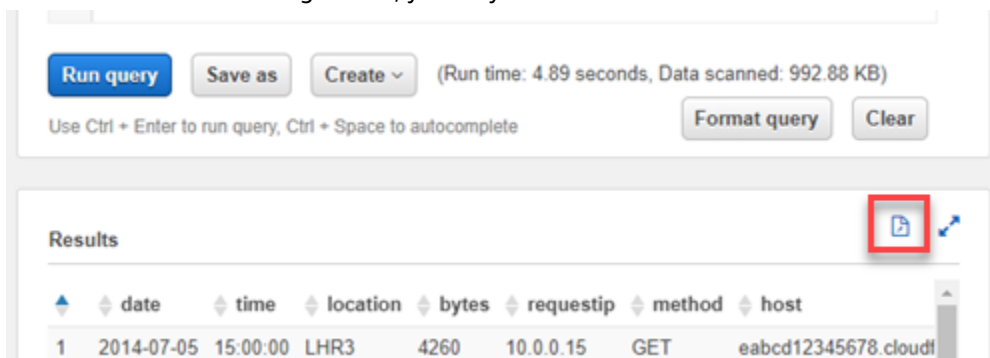 Run query Save as Create (Run time: 4.89 seconds, Data scanned: 992.88 KB)
Use Ctrl + Enter to run query, Ctrl + Space to autocomplete Format query Clear
Results
date time location bytes requestip method host
1 2014-07-05 15:00:00 LHR3 4260 10.0.0.15 GET eabcd12345678.cloudf